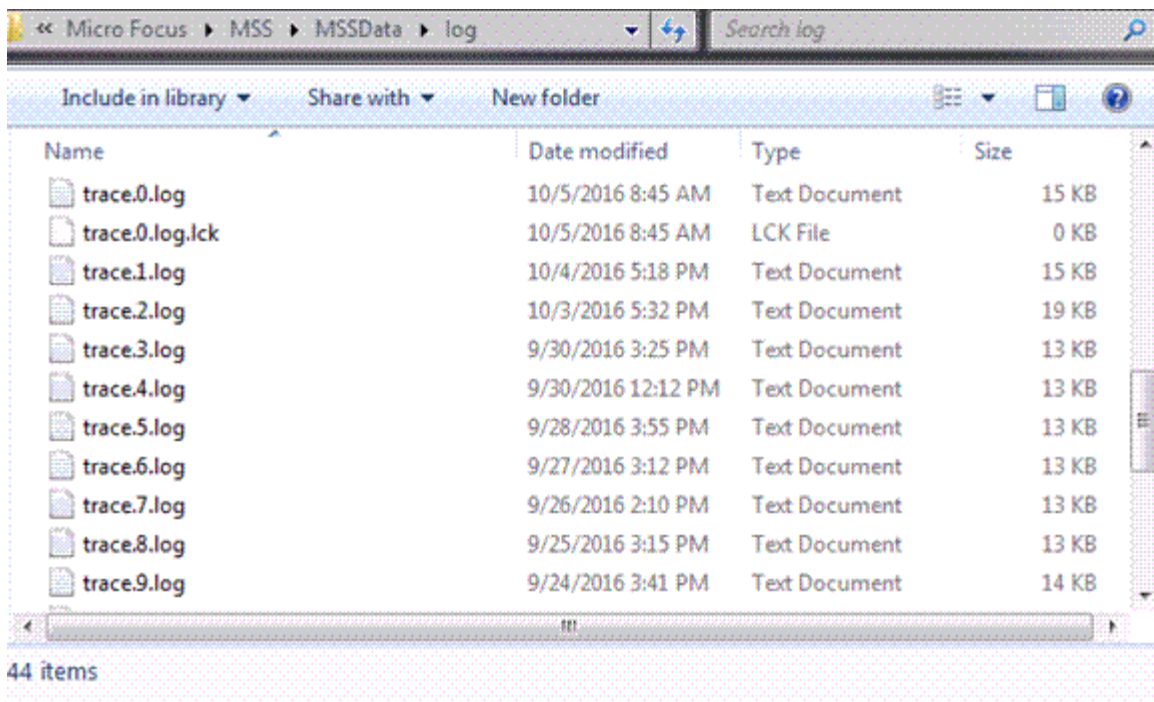 « Micro Focus ▸ MSS ▸ MSSData ▸ log Search log
Include in library Share with New folder
Name Date modified Type Size
trace.0.log 10/5/2016 8:45 AM Text Document 15 KB
trace.0.log.lck 10/5/2016 8:45 AM LCK File 0 KB
trace.1.log 10/4/2016 5:18 PM Text Document 15 KB
trace.2.log 10/3/2016 5:32 PM Text Document 19 KB
trace.3.log 9/30/2016 3:25 PM Text Document 13 KB
trace.4.log 9/30/2016 12:12 PM Text Document 13 KB
trace.5.log 9/28/2016 3:55 PM Text Document 13 KB
trace.6.log 9/27/2016 3:12 PM Text Document 13 KB
trace.7.log 9/26/2016 2:10 PM Text Document 13 KB
trace.8.log 9/25/2016 3:15 PM Text Document 13 KB
trace.9.log 9/24/2016 3:41 PM Text Document 14 KB
44 items